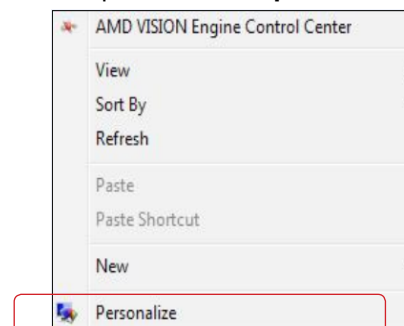 AMD VISION Engine Control Center
View
Sort By
Refresh
Paste
Paste Shortcut
New
Personalize